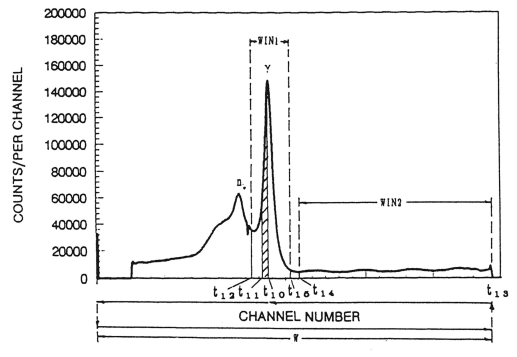 200000
180000
160000
140000
120000
100000
80000
60000
40000
20000
0
COUNTS/PER CHANNEL
WIN1
γ
n+
WIN2
t12 t11 t10 t16 t14 t13
CHANNEL NUMBER
W